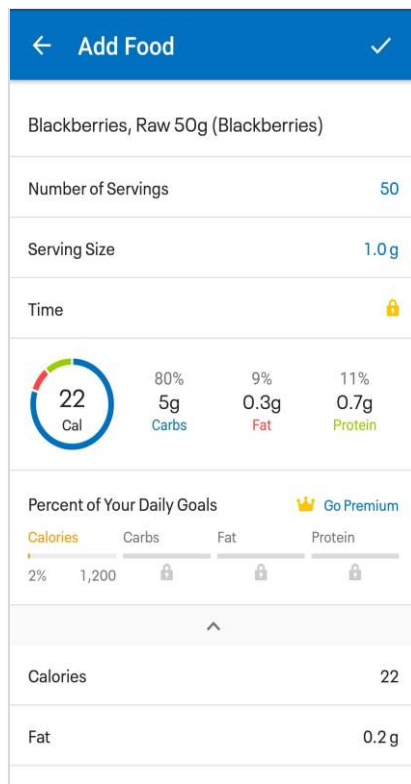 Add Food
Blackberries, Raw 50g (Blackberries)
Number of Servings 50
Serving Size 1.0 g
Time
22
Cal
80% 9% 11%
5g 0.3g 0.7g
Carbs Fat Protein
Percent of Your Daily Goals Go Premium
Calories Carbs Fat Protein
2% 1,200
Calories 22
Fat 0.2 g